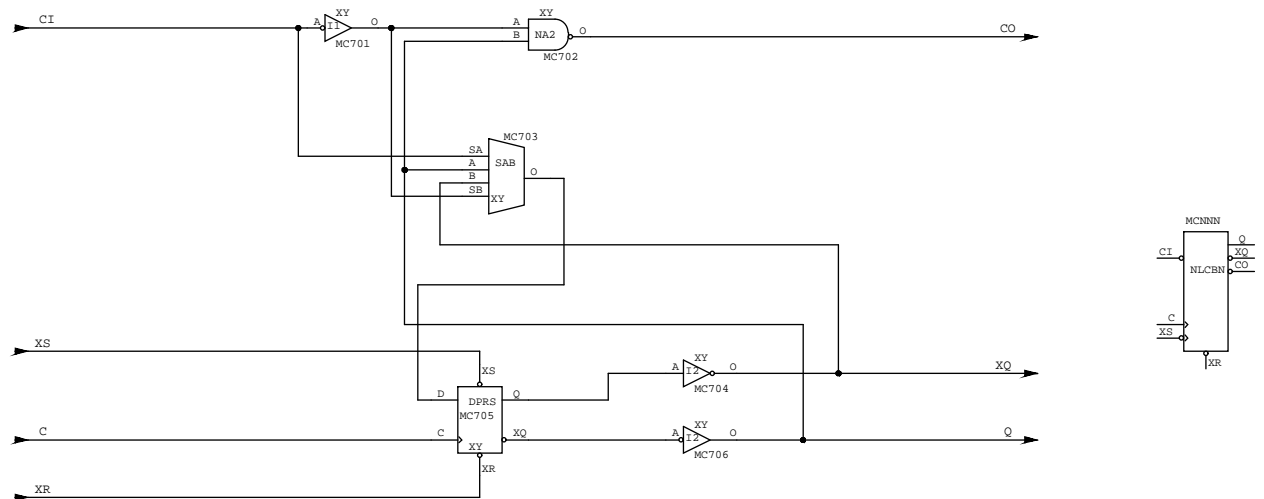 CI
A
XY
I1
O
MC701
A
B
XY
NA2
O
MC702
CO
MC703
SA
A
B
SB
SAB
XY
O
MCNNN
CI
NLCBN
Q
XQ
CO
C
XS
XR
XS
XS
D
DPRS
Q
MC705
C
C
XY
XQ
XR
XR
A
XY
I2
O
MC704
XQ
A
XY
I2
O
MC706
Q